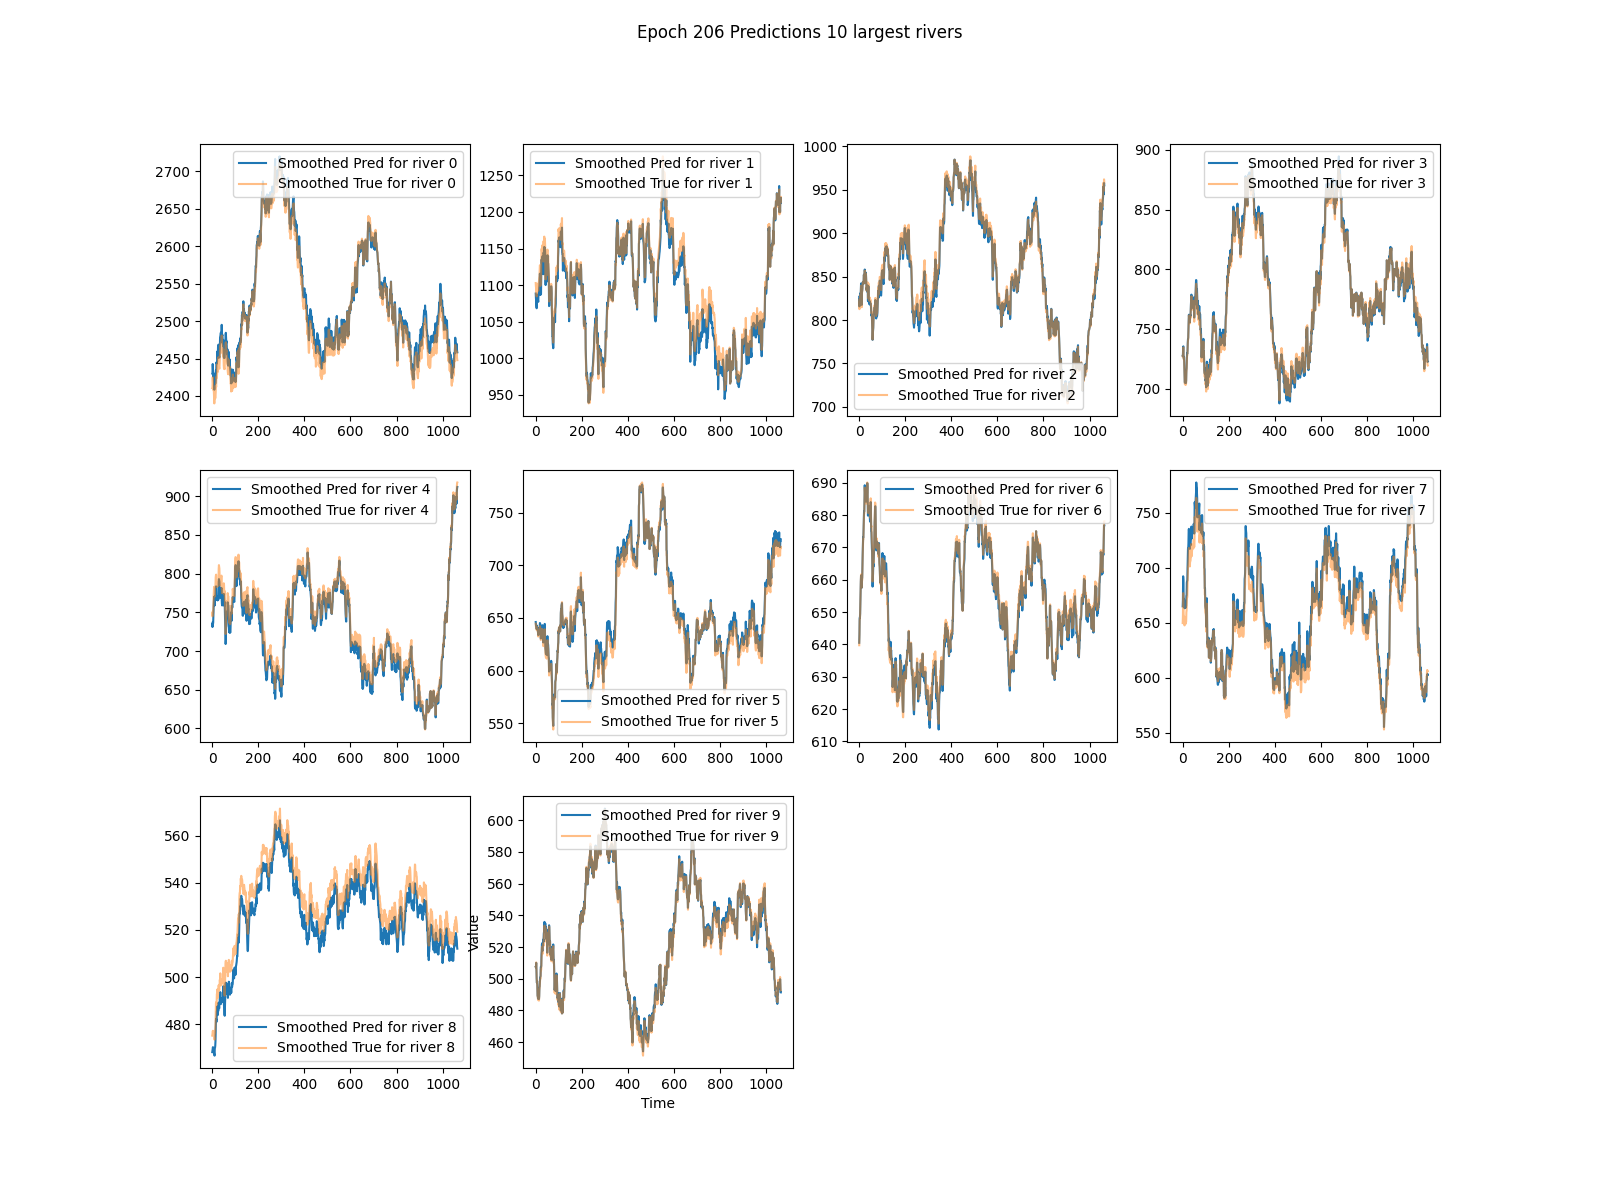 Epoch 206 Predictions 10 largest rivers
Smoothed Pred for river 0
Smoothed True for river 0
2700
2650
2600
2550
2500
2450
2400
0 200 400 600 800 1000
Smoothed Pred for river 1
Smoothed True for river 1
1250
1200
1150
1100
1050
1000
950
0 200 400 600 800 1000
1000
950
900
850
800
750
700
Smoothed Pred for river 2
Smoothed True for river 2
0 200 400 600 800 1000
Smoothed Pred for river 3
Smoothed True for river 3
900
850
800
750
700
0 200 400 600 800 1000
Smoothed Pred for river 4
Smoothed True for river 4
900
850
800
750
700
650
600
0 200 400 600 800 1000
750
700
650
600
550
Smoothed Pred for river 5
Smoothed True for river 5
0 200 400 600 800 1000
Smoothed Pred for river 6
Smoothed True for river 6
690
680
670
660
650
640
630
620
610
0 200 400 600 800 1000
Smoothed Pred for river 7
Smoothed True for river 7
750
700
650
600
550
0 200 400 600 800 1000
560
540
520
500
480
Smoothed Pred for river 8
Smoothed True for river 8
0 200 400 600 800 1000
Value
Smoothed Pred for river 9
Smoothed True for river 9
600
580
560
540
520
500
480
460
0 200 400 600 800 1000
Time